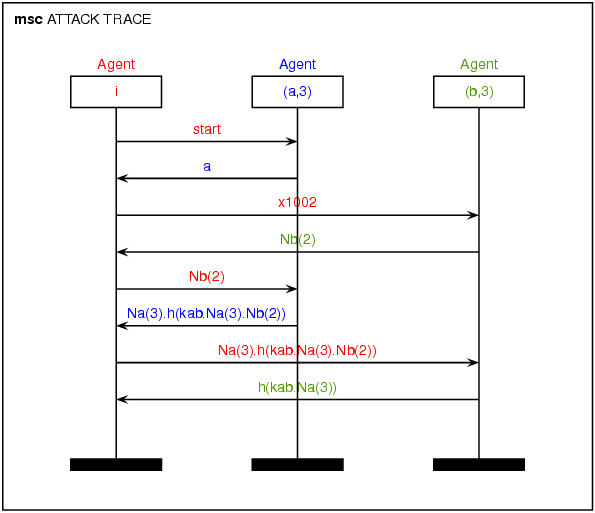 msc ATTACK TRACE
Agent Agent Agent
i (a,3) (b,3)
start
a
x1002
Nb(2)
Nb(2)
Na(3).h(kab.Na(3).Nb(2))
Na(3).h(kab.Na(3).Nb(2))
h(kab.Na(3))